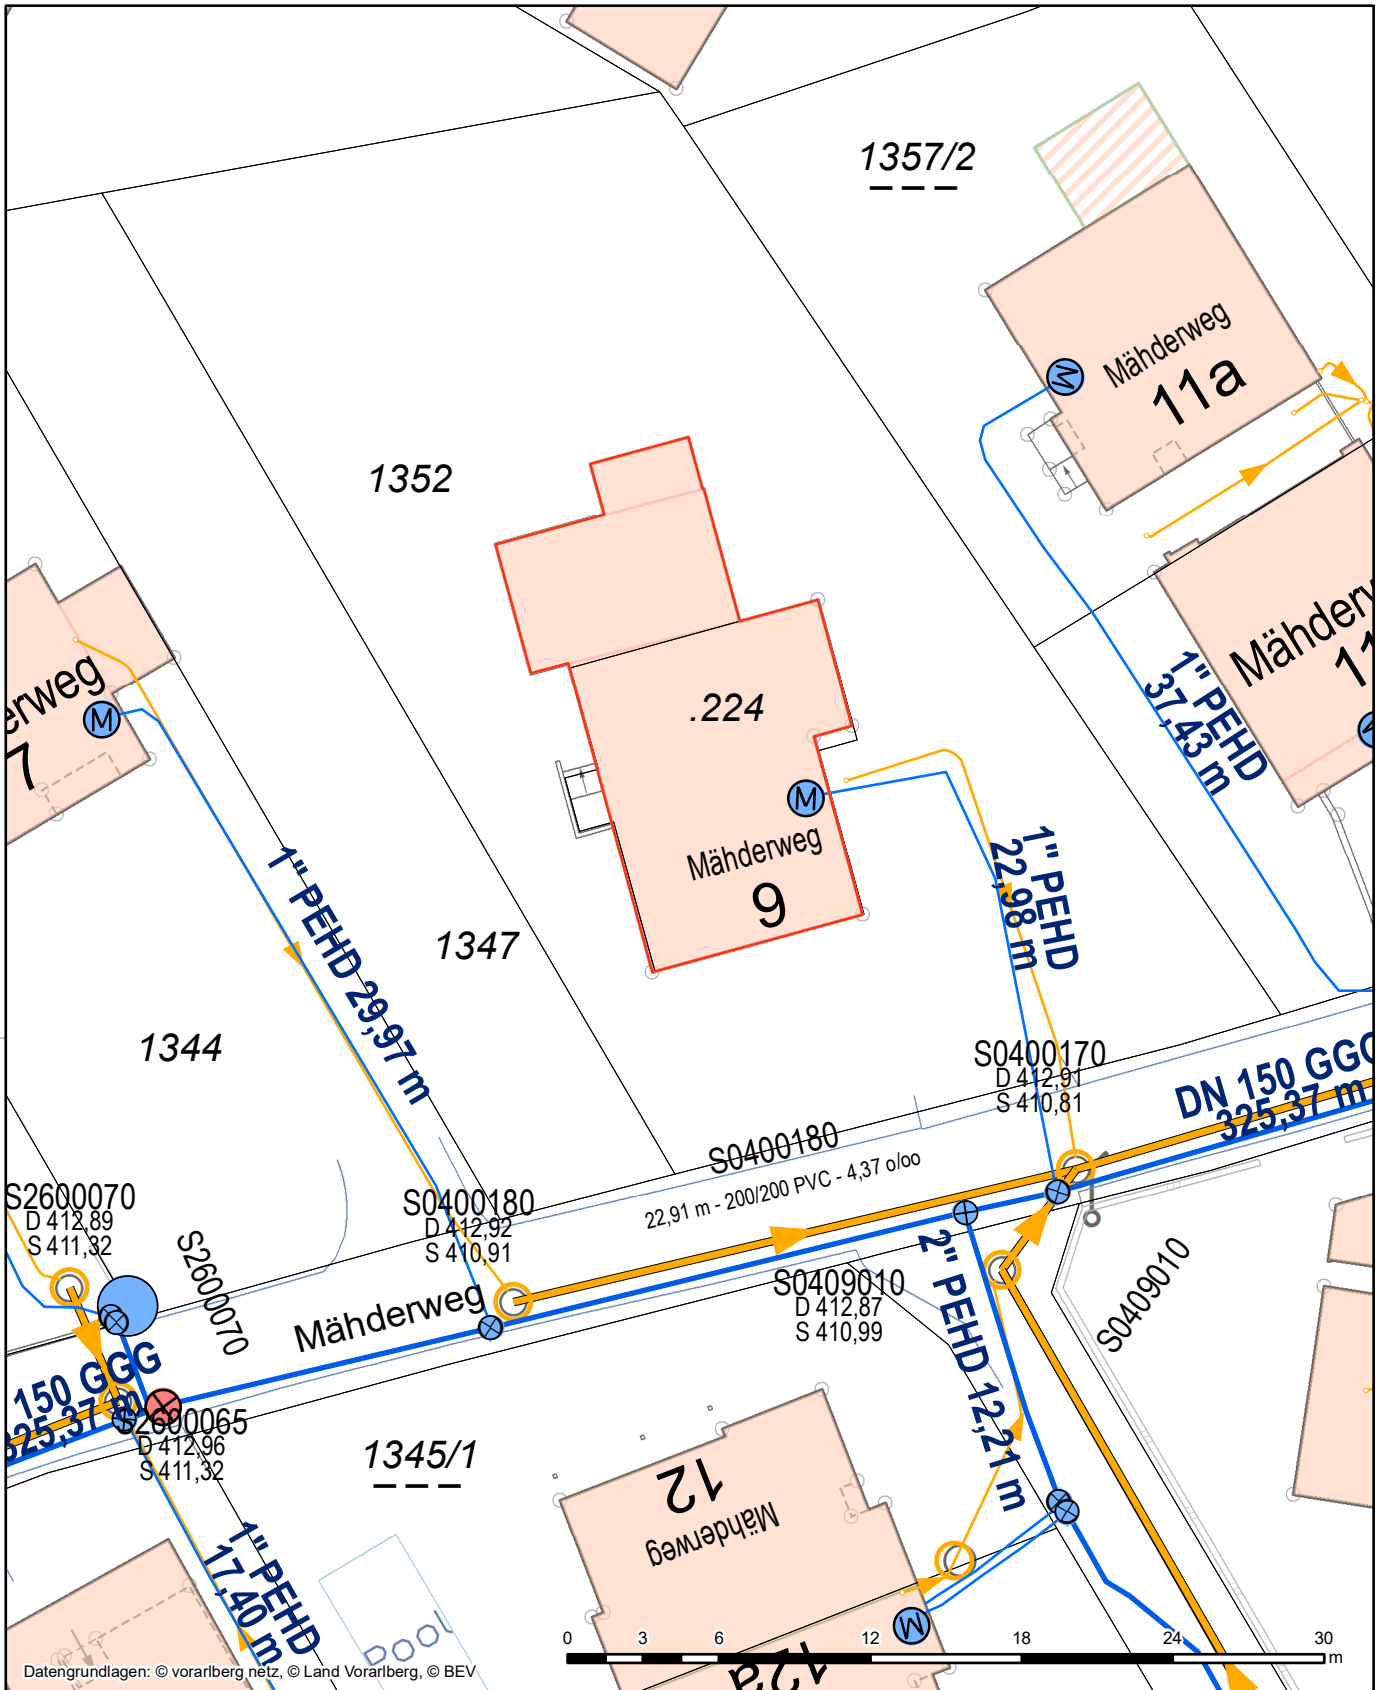 1357/2
Mähderweg
11a
1352
Mähderw
11
1" PEHD
37,43 m
.224
erweg
7
M
M
M
Mähderweg
9
1" PEHD
22,98 m
1" PEHD 29,97 m
1347
1344
S0400170
D 412,91
S 410,81
DN 150 GGG
325,37 m
S0400180
22,91 m - 200/200 PVC - 4,37 o/oo
S2600070
D 412,89
S 411,32
S2600070
S0400180
D 412,92
S 410,91
Mähderweg
S0409010
D 412,87
S 410,99
2" PEHD 12,21 m
S0409010
150 GGG
325,37 m
S2600065
D 412,96
S 411,32
1345/1
12
Mähderweg
1" PEHD
17,40 m
Pool
M
12a
0 3 6 12 18 24 30
m
Datengrundlagen: © vorarlberg netz, © Land Vorarlberg, © BEV